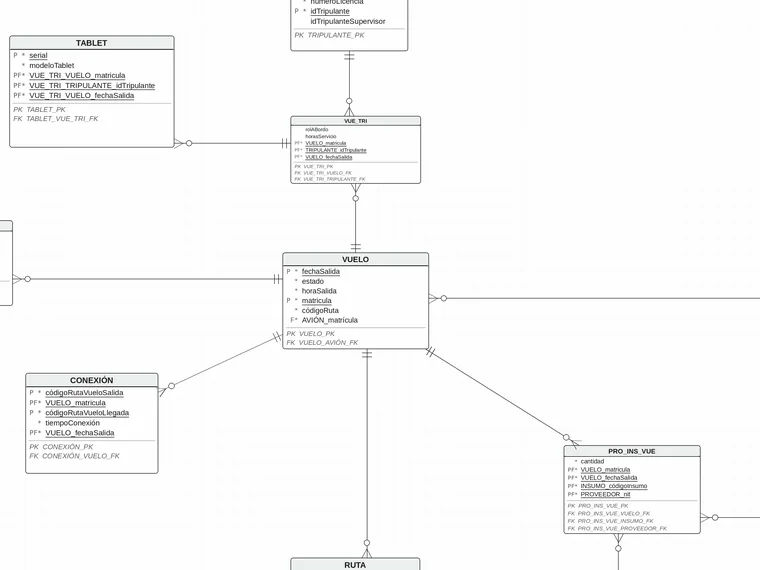 * numeroLicencia
P * idTripulante
idTripulanteSupervisor
PK TRIPULANTE_PK
TABLET
P * serial
* modeloTablet
PF* VUE_TRI_VUELO_matricula
PF* VUE_TRI_TRIPULANTE_idTripulante
PF* VUE_TRI_VUELO_fechaSalida
PK TABLET_PK
FK TABLET_VUE_TRI_FK
VUE_TRI
rolABordo
horasServicio
PF* VUELO_matricula
PF* TRIPULANTE_idTripulante
PF* VUELO_fechaSalida
PK VUE_TRI_PK
FK VUE_TRI_VUELO_FK
FK VUE_TRI_TRIPULANTE_FK
VUELO
P * fechaSalida
* estado
* horaSalida
P * matricula
* códigoRuta
F* AVIÓN_matrícula
PK VUELO_PK
FK VUELO_AVIÓN_FK
CONEXIÓN
P * códigoRutaVueloSalida
PF* VUELO_matricula
P * códigoRutaVueloLlegada
* tiempoConexión
PF* VUELO_fechaSalida
PK CONEXIÓN_PK
FK CONEXIÓN_VUELO_FK
PRO_INS_VUE
* cantidad
PF* VUELO_matricula
PF* VUELO_fechaSalida
PF* INSUMO_códigoInsumo
PF* PROVEEDOR_nit
PK PRO_INS_VUE_PK
FK PRO_INS_VUE_VUELO_FK
FK PRO_INS_VUE_INSUMO_FK
FK PRO_INS_VUE_PROVEEDOR_FK
RUTA